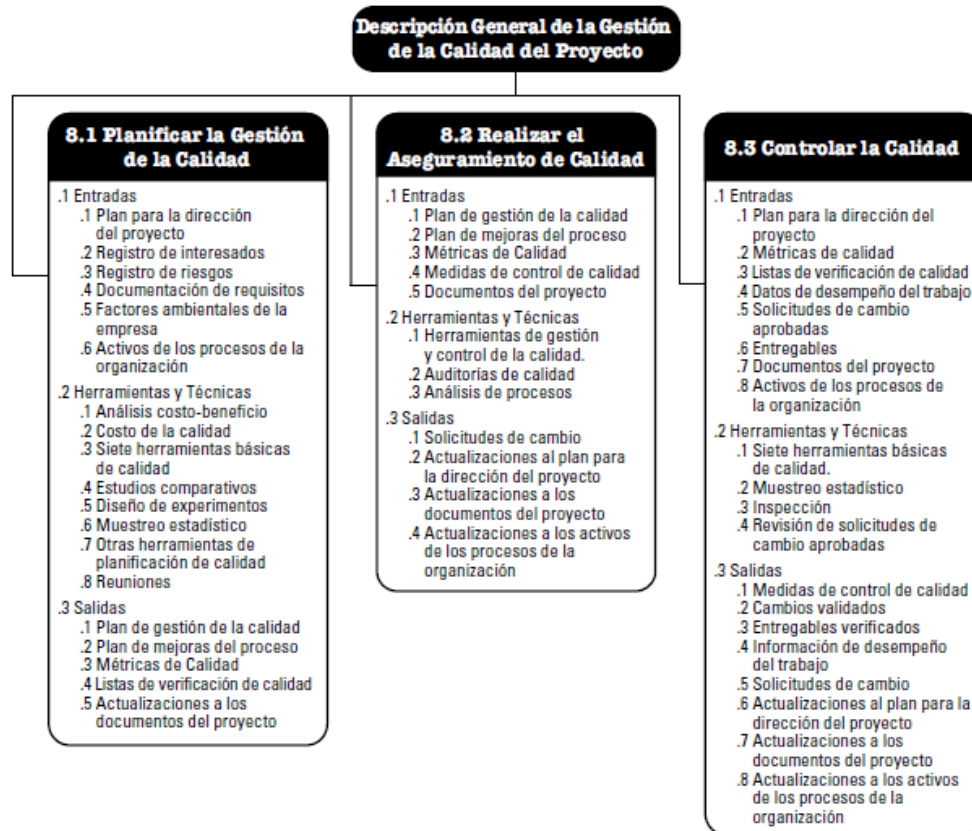 Descripción General de la Gestión
de la Calidad del Proyecto
8.1 Planificar la Gestión
de la Calidad
.1 Entradas
.1 Plan para la dirección
del proyecto
.2 Registro de interesados
.3 Registro de riesgos
.4 Documentación de requisitos
.5 Factores ambientales de la
empresa
.6 Activos de los procesos de la
organización
.2 Herramientas y Técnicas
.1 Análisis costo-beneficio
.2 Costo de la calidad
.3 Siete herramientas básicas
de calidad
.4 Estudios comparativos
.5 Diseño de experimentos
.6 Muestreo estadístico
.7 Otras herramientas de
planificación de calidad
.8 Reuniones
.3 Salidas
.1 Plan de gestión de la calidad
.2 Plan de mejoras del proceso
.3 Métricas de Calidad
.4 Listas de verificación de calidad
.5 Actualizaciones a los
documentos del proyecto
8.2 Realizar el
Aseguramiento de Calidad
.1 Entradas
.1 Plan de gestión de la calidad
.2 Plan de mejoras del proceso
.3 Métricas de Calidad
.4 Medidas de control de calidad
.5 Documentos del proyecto
.2 Herramientas y Técnicas
.1 Herramientas de gestión
y control de la calidad.
.2 Auditorías de calidad
.3 Análisis de procesos
.3 Salidas
.1 Solicitudes de cambio
.2 Actualizaciones al plan para
la dirección del proyecto
.3 Actualizaciones a los
documentos del proyecto
.4 Actualizaciones a los activos
de los procesos de la
organización
8.3 Controlar la Calidad
.1 Entradas
.1 Plan para la dirección del
proyecto
.2 Métricas de calidad
.3 Listas de verificación de calidad
.4 Datos de desempeño del trabajo
.5 Solicitudes de cambio
aprobadas
.6 Entregables
.7 Documentos del proyecto
.8 Activos de los procesos de
la organización
.2 Herramientas y Técnicas
.1 Siete herramientas básicas
de calidad.
.2 Muestreo estadístico
.3 Inspección
.4 Revisión de solicitudes de
cambio aprobadas
.3 Salidas
.1 Medidas de control de calidad
.2 Cambios validados
.3 Entregables verificados
.4 Información de desempeño
del trabajo
.5 Solicitudes de cambio
.6 Actualizaciones al plan para la
dirección del proyecto
.7 Actualizaciones a los
documentos del proyecto
.8 Actualizaciones a los activos
de los procesos de la
organización